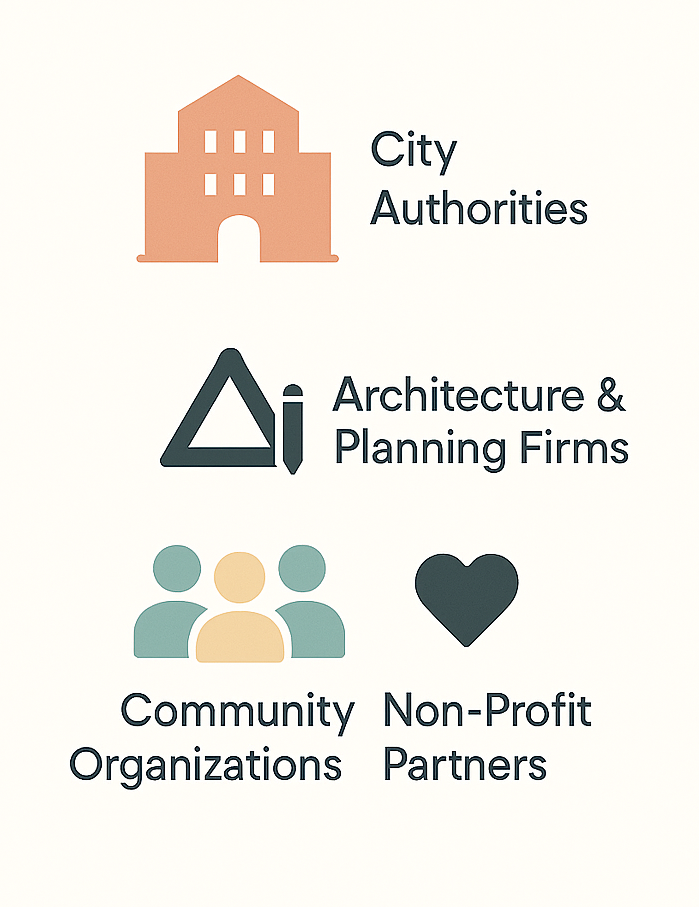 City
Authorities
Architecture &
Planning Firms
Community
Organizations
Non-Profit
Partners